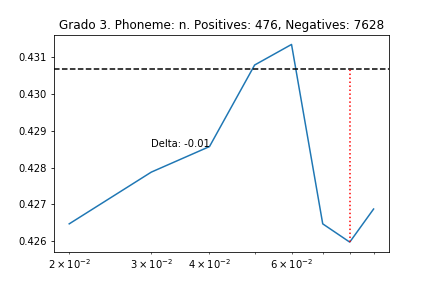 Grado 3. Phoneme: n. Positives: 476, Negatives: 7628
0.431
0.430
0.429
0.428
0.427
0.426
Delta: -0.01
2 × 10⁻² 3 × 10⁻² 4 × 10⁻² 6 × 10⁻²